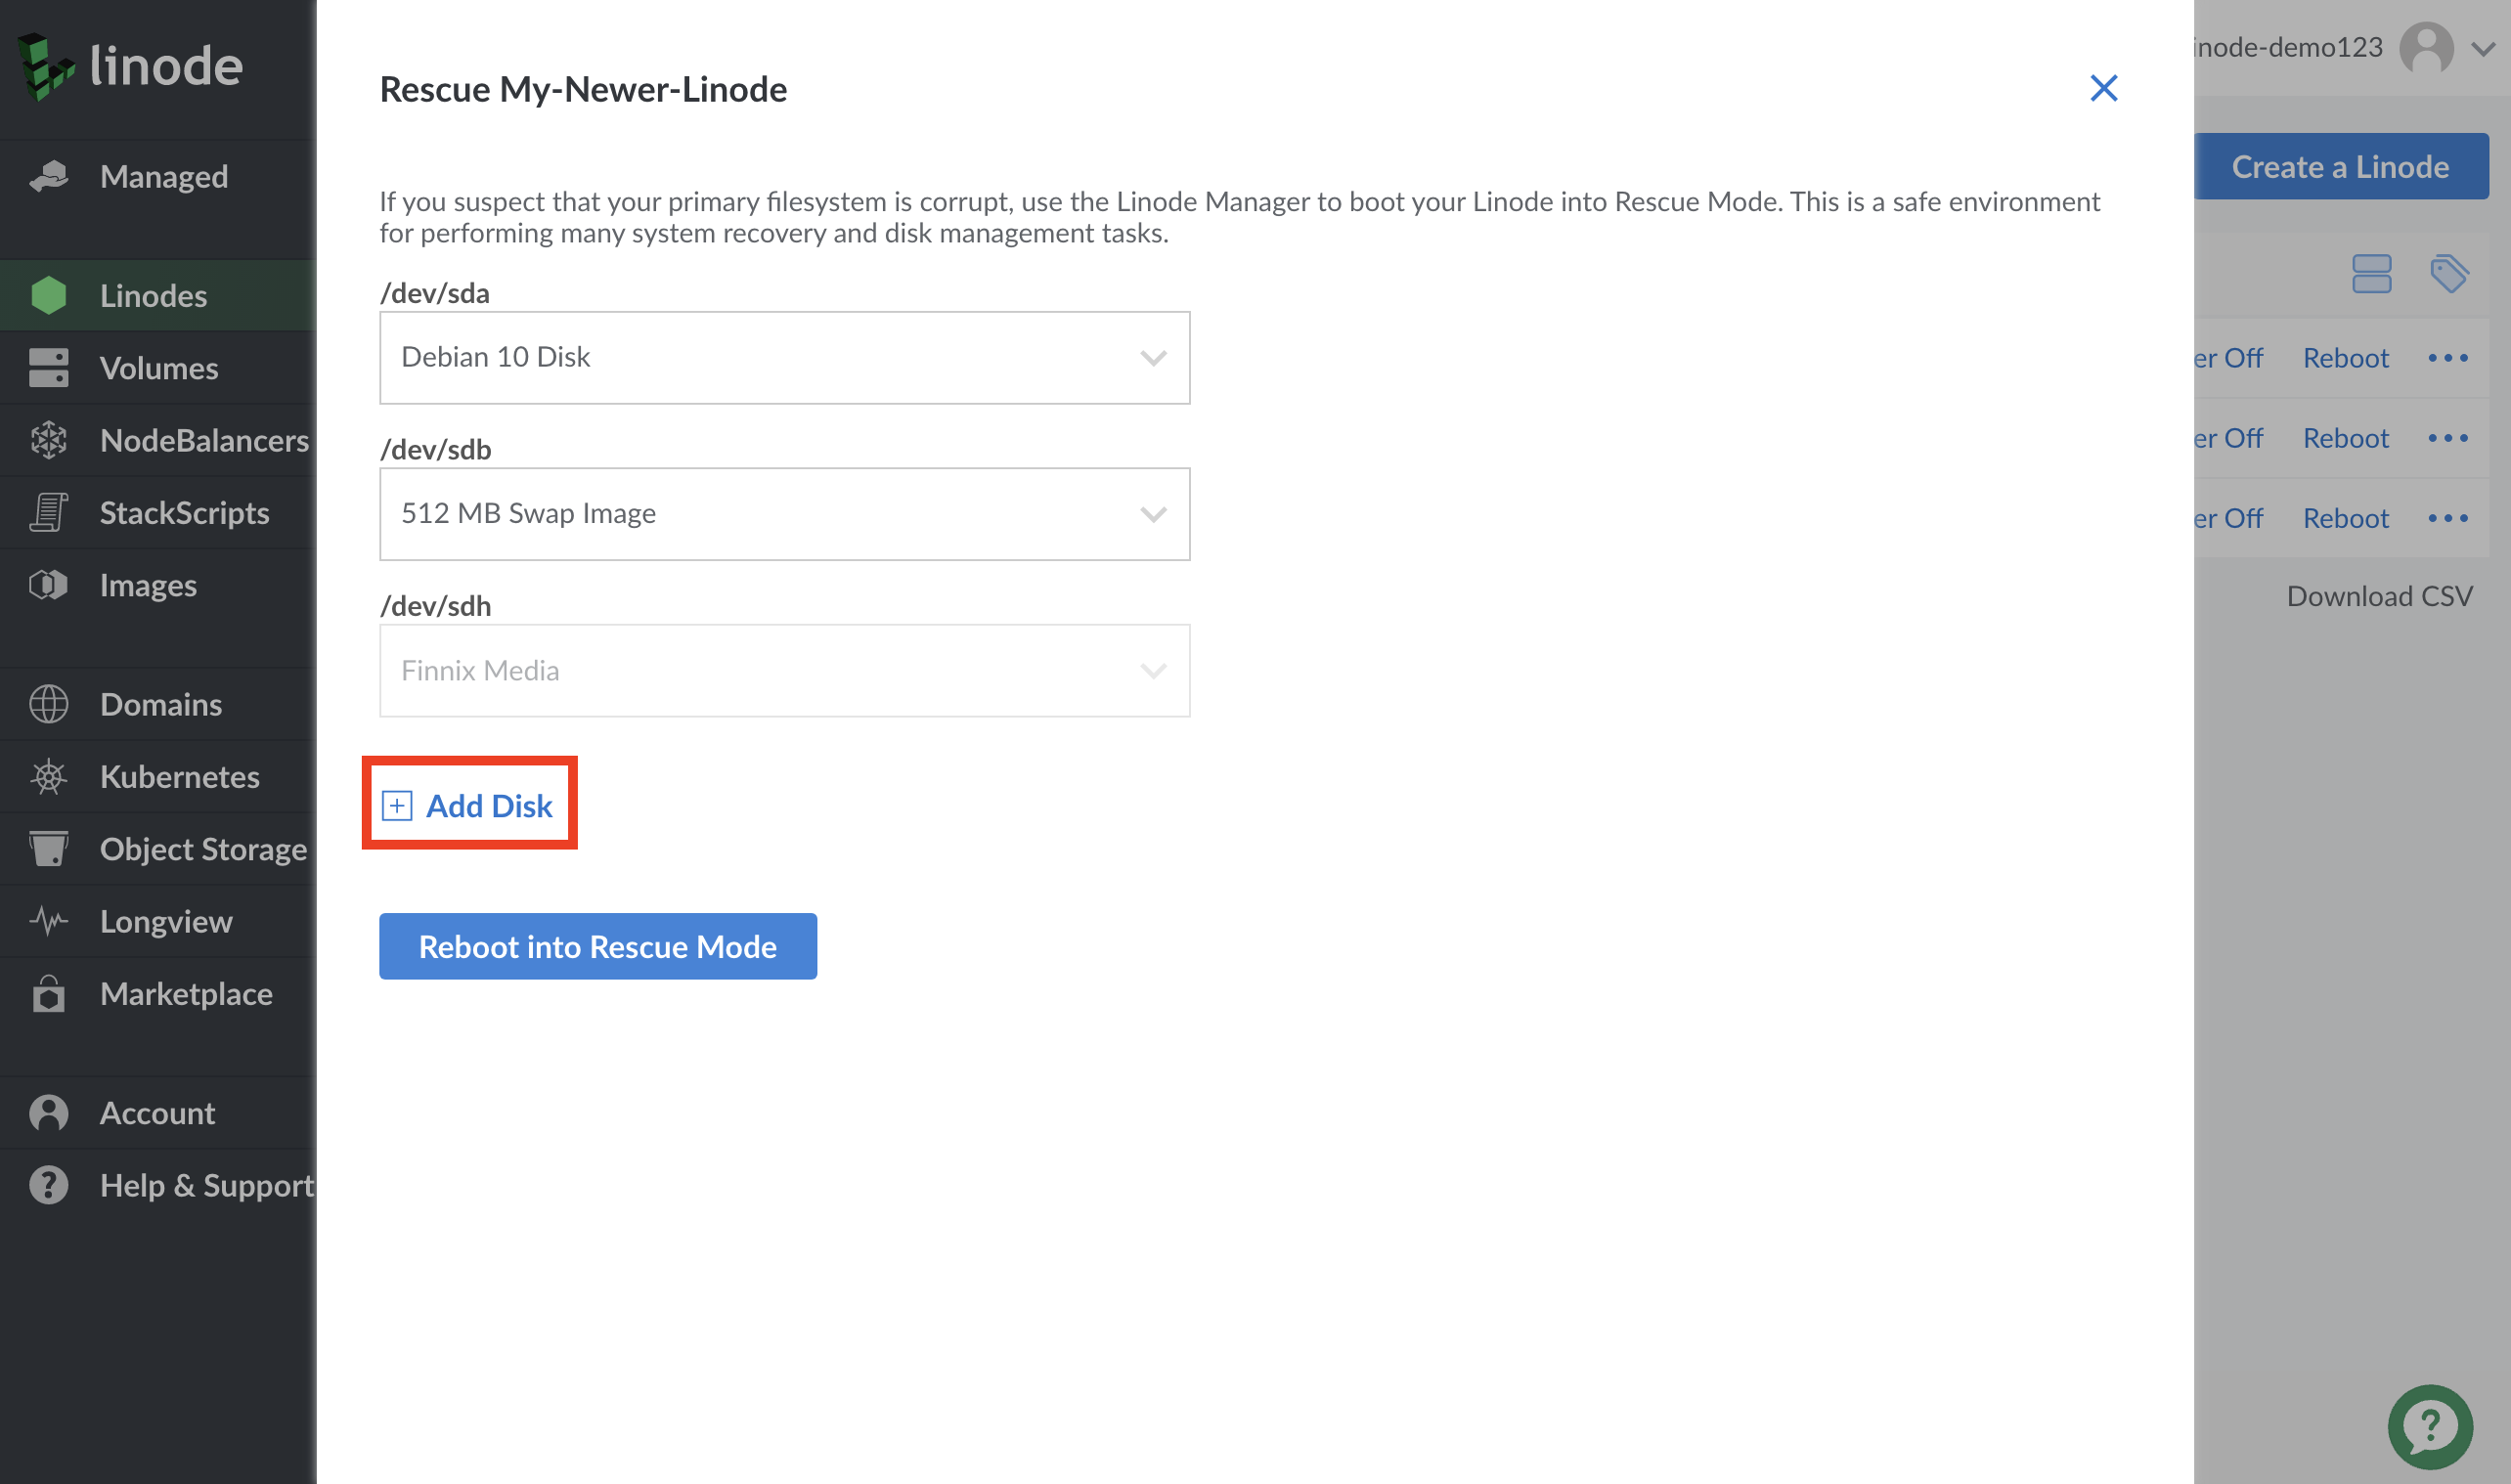 linode
Managed
Linodes
Volumes
NodeBalancers
StackScripts
Images
Domains
Kubernetes
Object Storage
Longview
Marketplace
Account
Help & Support
Rescue My-Newer-Linode
If you suspect that your primary filesystem is corrupt, use the Linode Manager to boot your Linode into Rescue Mode. This is a safe environment
for performing many system recovery and disk management tasks.
/dev/sda
Debian 10 Disk
/dev/sdb
512 MB Swap Image
/dev/sdh
Finnix Media
Add Disk
Reboot into Rescue Mode
inode-demo123
Create a Linode
er Off Reboot
er Off Reboot
er Off Reboot
Download CSV